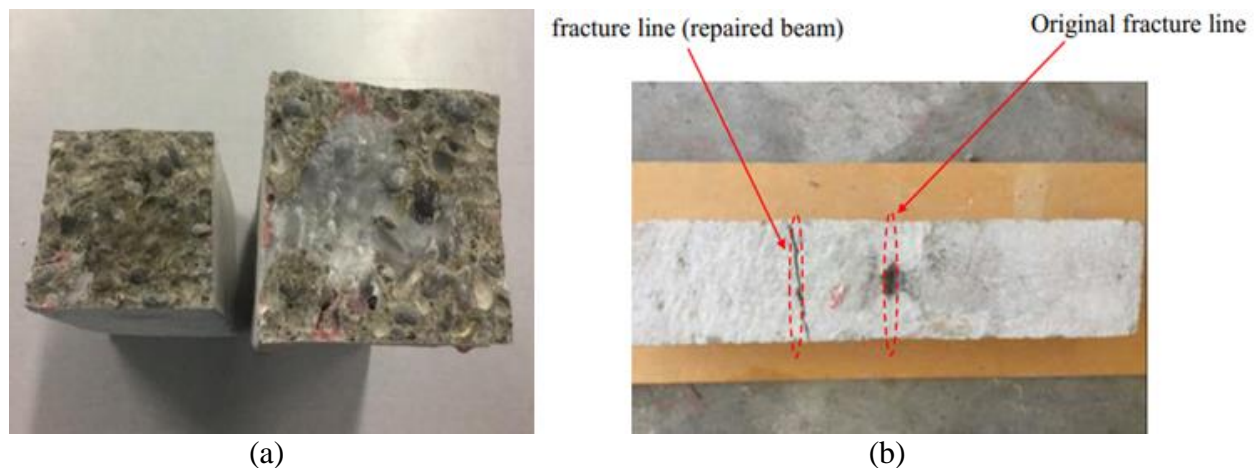 Original fracture line
fracture line (repaired beam)
(a)
(b)